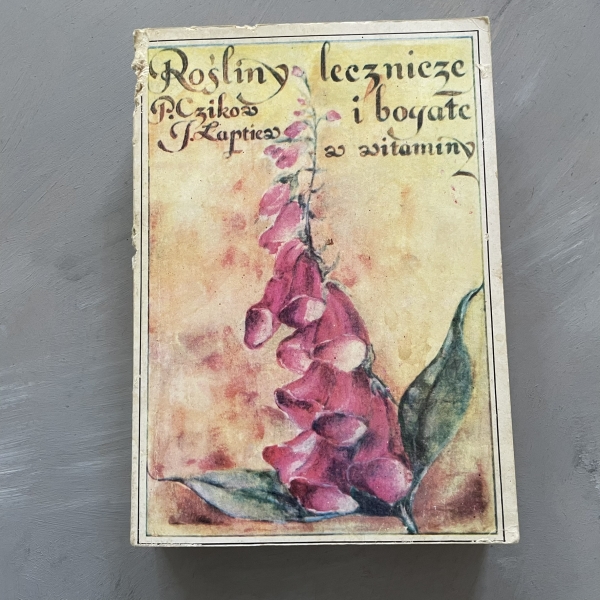 Rośliny lecznicze
P. Czikow i bogate
J. Łaptiew w witaminy